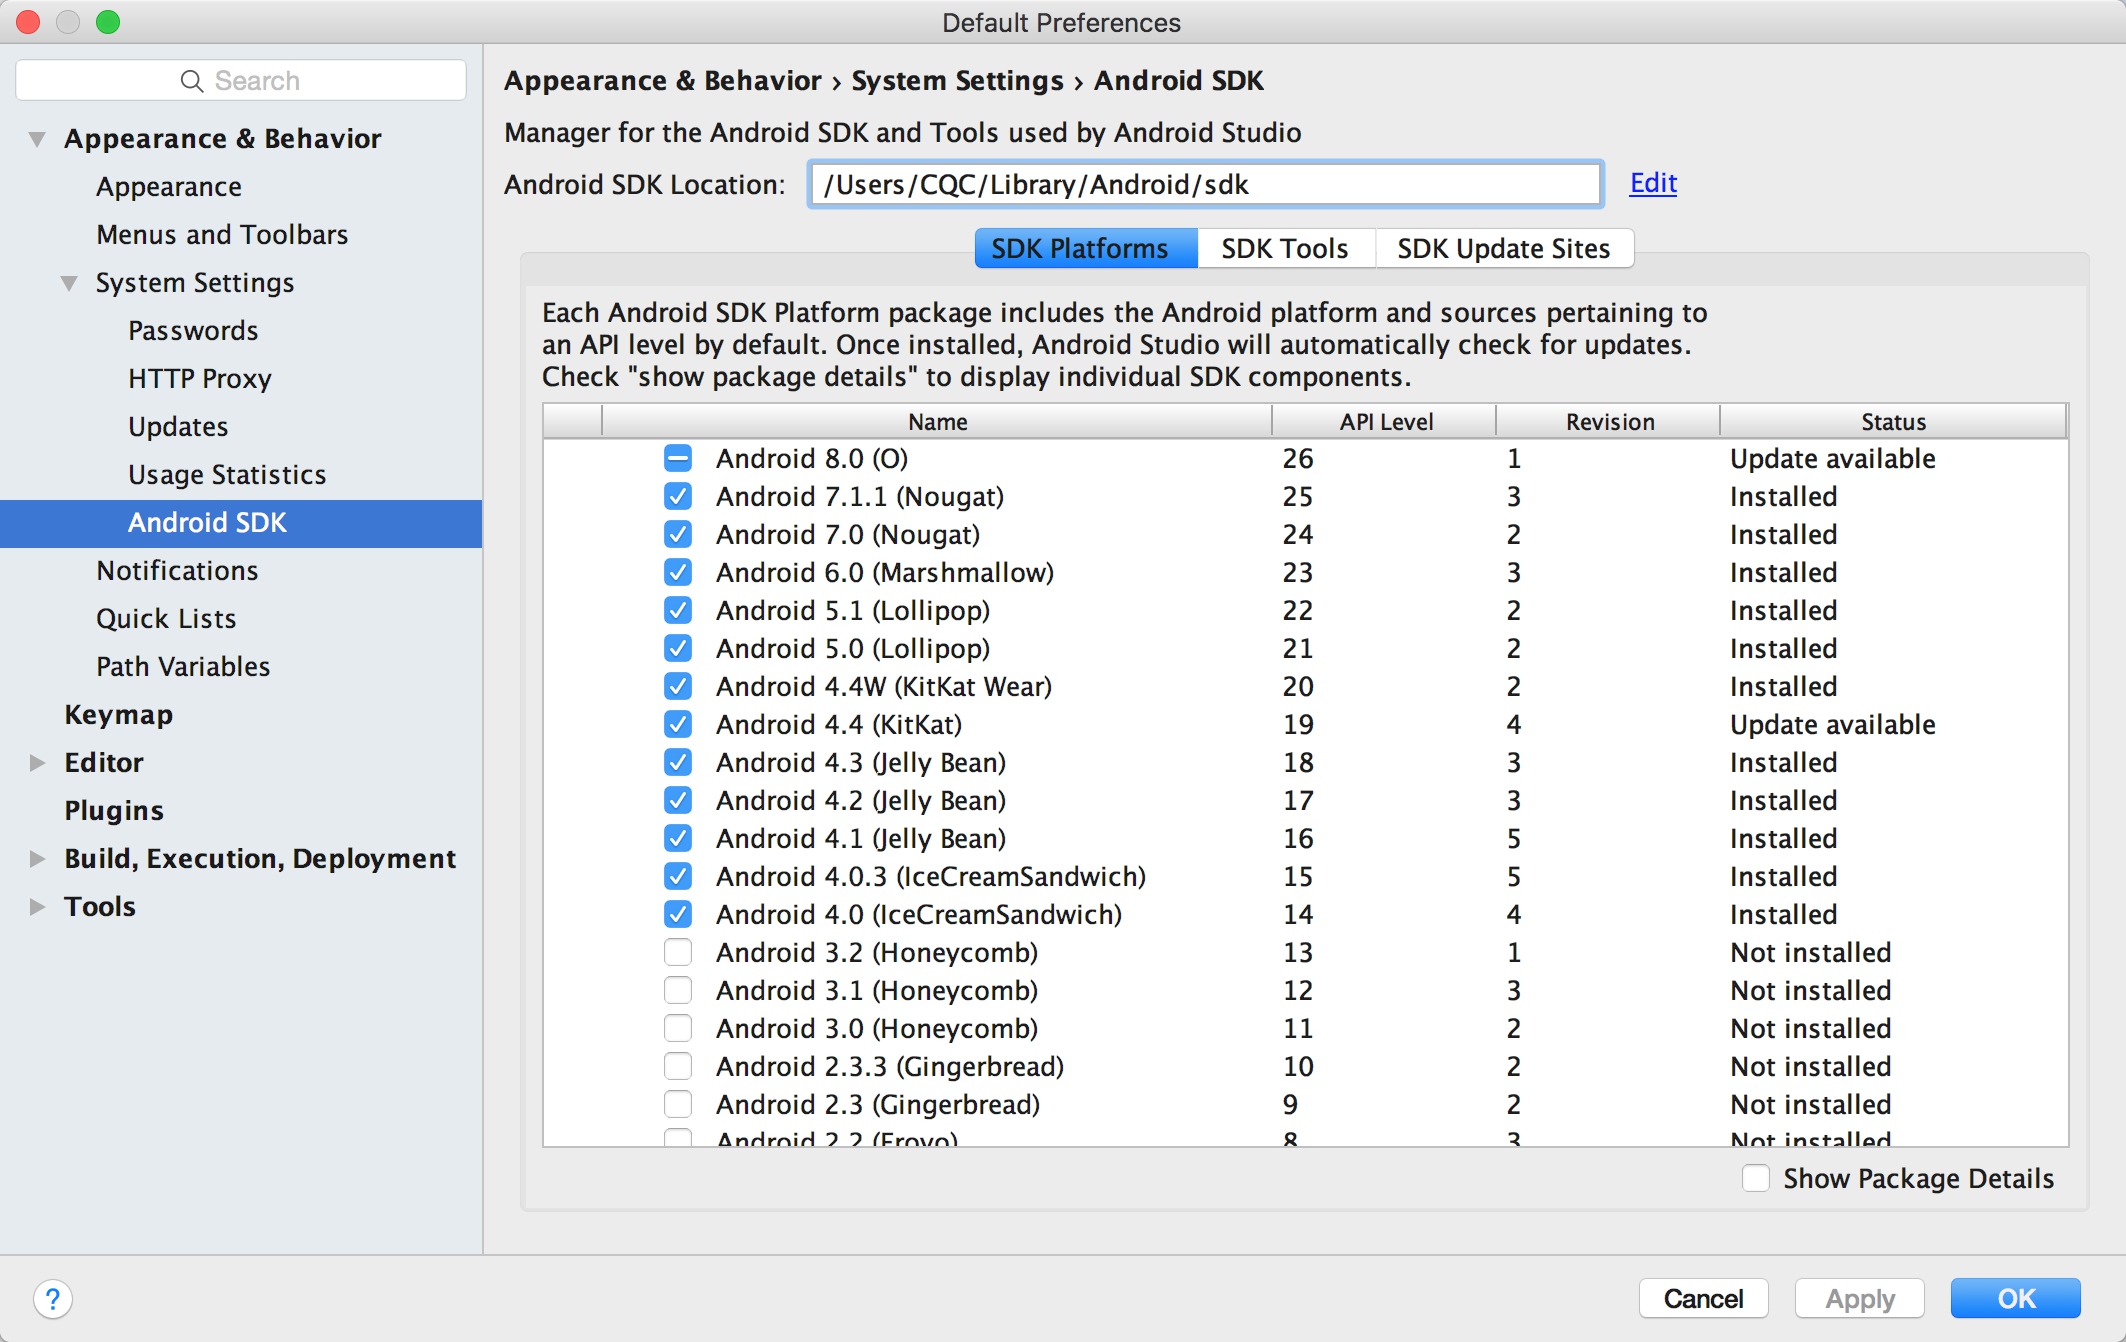 Default Preferences
Search
Appearance & Behavior
Appearance
Menus and Toolbars
System Settings
Passwords
HTTP Proxy
Updates
Usage Statistics
Android SDK
Notifications
Quick Lists
Path Variables
Keymap
Editor
Plugins
Build, Execution, Deployment
Tools
Appearance & Behavior › System Settings › Android SDK
Manager for the Android SDK and Tools used by Android Studio
Android SDK Location: /Users/CQC/Library/Android/sdk Edit
SDK Platforms SDK Tools SDK Update Sites
Each Android SDK Platform package includes the Android platform and sources pertaining to
an API level by default. Once installed, Android Studio will automatically check for updates.
Check "show package details" to display individual SDK components.
Name API Level Revision Status
Android 8.0 (O) 26 1 Update available
Android 7.1.1 (Nougat) 25 3 Installed
Android 7.0 (Nougat) 24 2 Installed
Android 6.0 (Marshmallow) 23 3 Installed
Android 5.1 (Lollipop) 22 2 Installed
Android 5.0 (Lollipop) 21 2 Installed
Android 4.4W (KitKat Wear) 20 2 Installed
Android 4.4 (KitKat) 19 4 Update available
Android 4.3 (Jelly Bean) 18 3 Installed
Android 4.2 (Jelly Bean) 17 3 Installed
Android 4.1 (Jelly Bean) 16 5 Installed
Android 4.0.3 (IceCreamSandwich) 15 5 Installed
Android 4.0 (IceCreamSandwich) 14 4 Installed
Android 3.2 (Honeycomb) 13 1 Not installed
Android 3.1 (Honeycomb) 12 3 Not installed
Android 3.0 (Honeycomb) 11 2 Not installed
Android 2.3.3 (Gingerbread) 10 2 Not installed
Android 2.3 (Gingerbread) 9 2 Not installed
Android 2.2 (Froyo) 8 3 Not installed
Show Package Details
? Cancel Apply OK